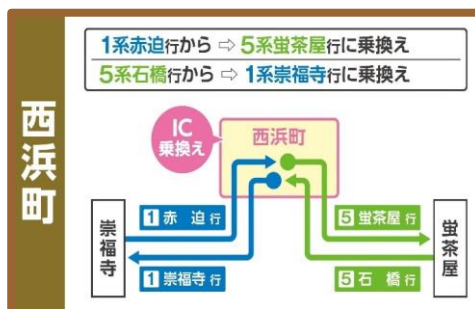 西浜町
1系赤迫行から ⇨ 5系蛍茶屋行に乗換え
5系石橋行から ⇨ 1系崇福寺行に乗換え
IC
乗換え
西浜町
崇福寺
1 赤 迫 行
1 崇福寺 行
5 蛍茶屋 行
5 石 橋 行
蛍茶屋